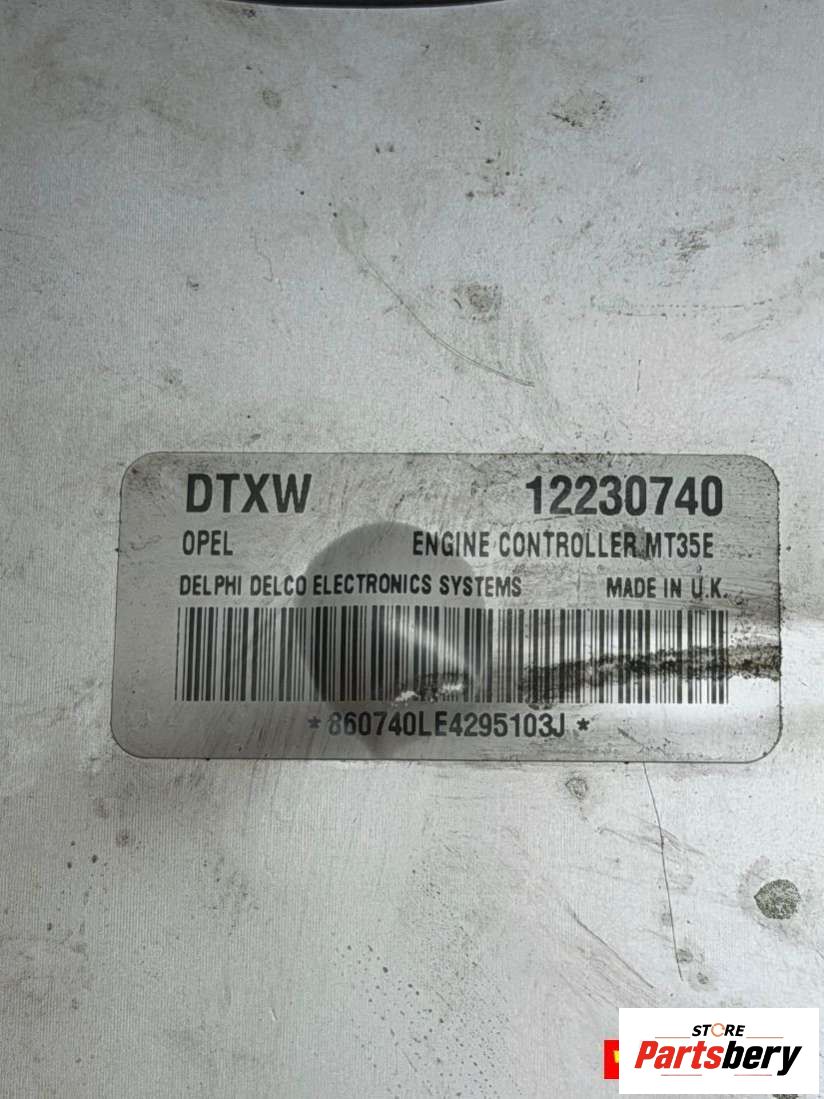 DTXW 12230740
OPEL ENGINE CONTROLLER MT35E
DELPHI DELCO ELECTRONICS SYSTEMS MADE IN U.K.
*860740LE4295103J*
STORE
Partsbery